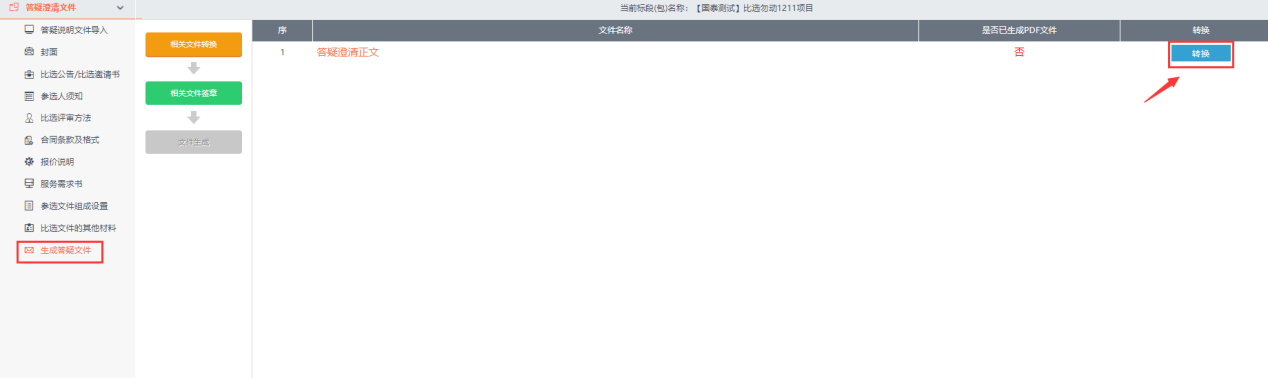 答疑澄清文件
当前标段(包)名称: 【国泰测试】比选勿动1211项目
答疑说明文件导入
封面
比选公告/比选邀请书
参选人须知
比选评审方法
合同条款及格式
报价说明
服务需求书
参选文件组成设置
比选文件的其他材料
生成答疑文件
相关文件转换
相关文件签章
文件生成
序 文件名称 是否已生成PDF文件 转换
1 答疑澄清正文 否 转换